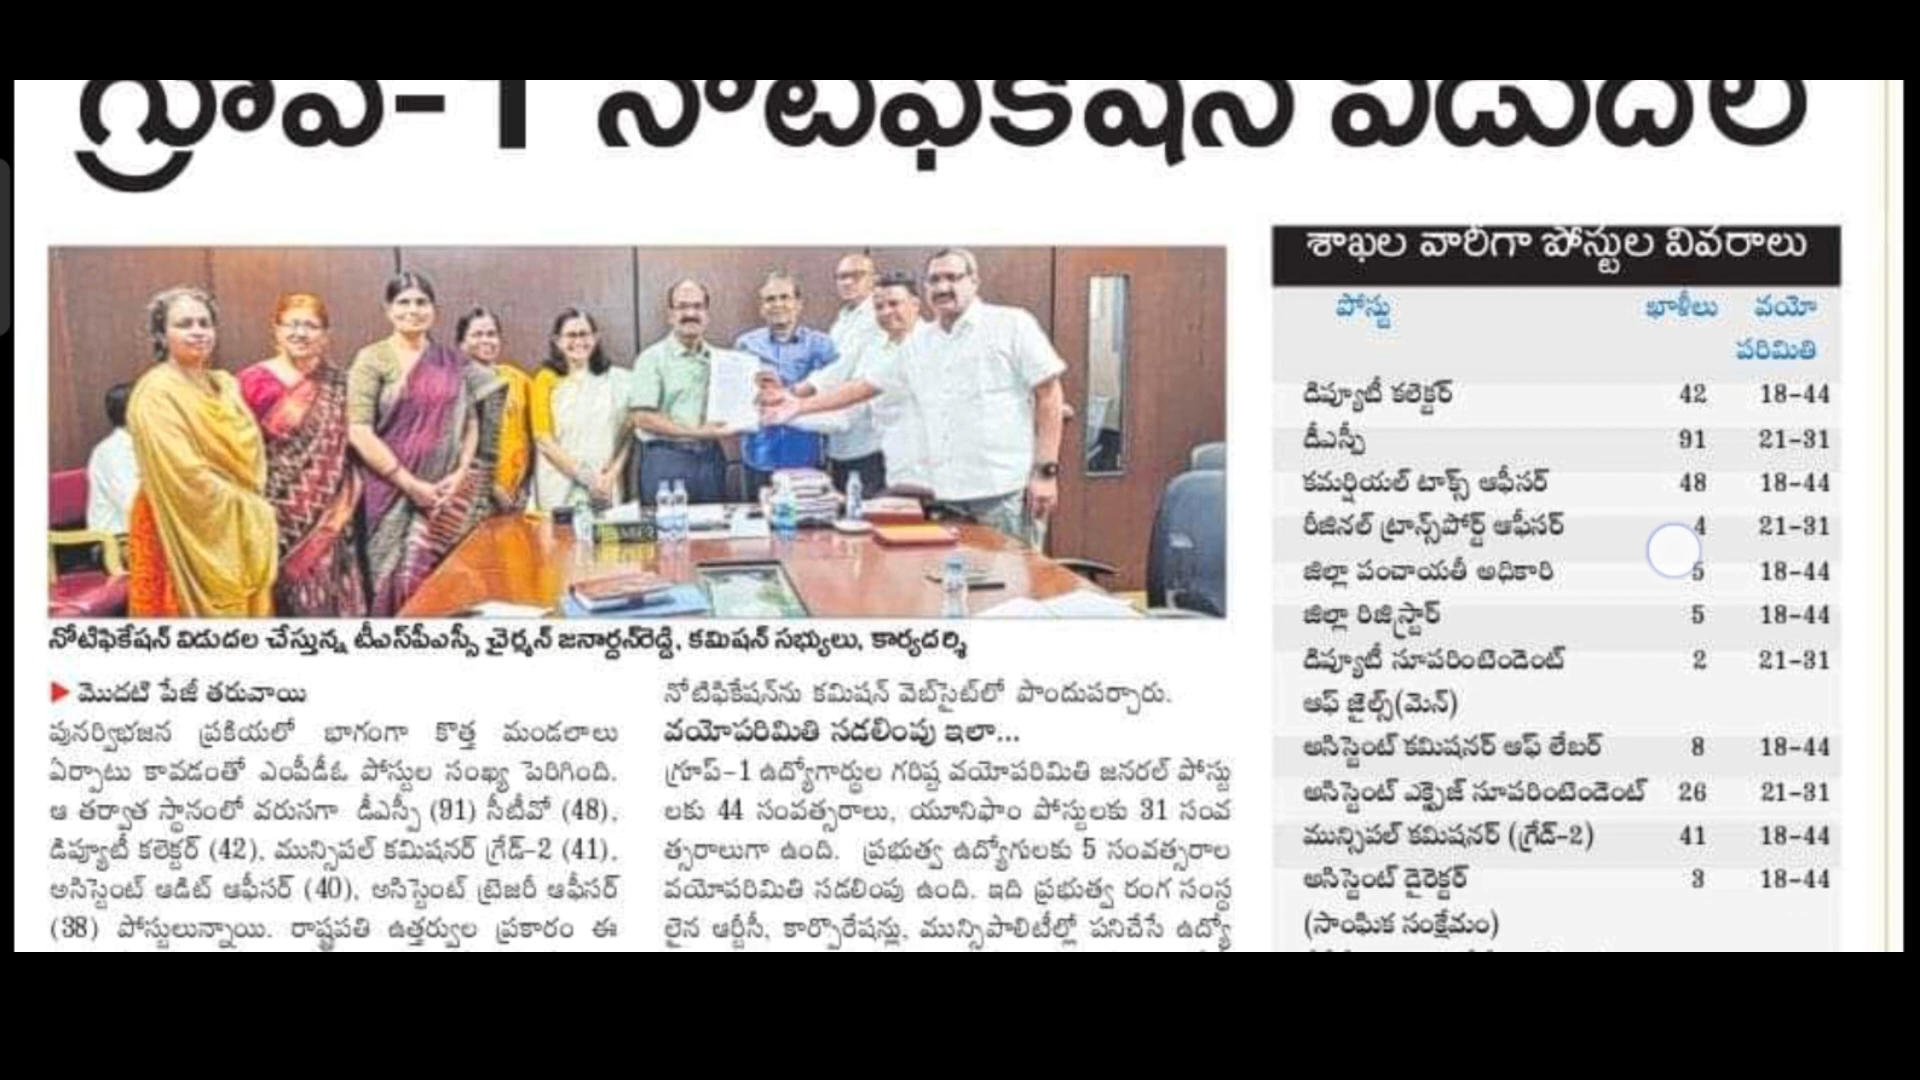 గ్రూప్-1 నోటిఫికేషన్ విడుదల
నోటిఫికేషన్ విడుదల చేస్తున్న టీఎస్‌పీఎస్సీ చైర్మన్ జనార్దన్‌రెడ్డి, కమిషన్ సభ్యులు, కార్యదర్శి
మొదటి పేజీ తరువాయి
పునర్విభజన ప్రకియలో భాగంగా కొత్త మండలాలు
ఏర్పాటు కావడంతో ఎంపీడీఓ పోస్టుల సంఖ్య పెరిగింది.
ఆ తర్వాత స్థానంలో వరుసగా డీఎస్పీ (91) సీటీవో (48),
డిప్యూటీ కలెక్టర్ (42), మున్సిపల్ కమిషనర్ గ్రేడ్-2 (41),
అసిస్టెంట్ ఆడిట్ ఆఫీసర్ (40), అసిస్టెంట్ ట్రెజరీ ఆఫీసర్
(38) పోస్టులున్నాయి. రాష్ట్రపతి ఉత్తర్వుల ప్రకారం ఈ
నోటిఫికేషన్‌ను కమిషన్ వెబ్‌సైట్‌లో పొందుపర్చారు.
వయోపరిమితి సడలింపు ఇలా...
గ్రూప్-1 ఉద్యోగార్థుల గరిష్ట వయోపరిమితి జనరల్ పోస్టు
లకు 44 సంవత్సరాలు, యూనిఫాం పోస్టులకు 31 సంవ
త్సరాలుగా ఉంది. ప్రభుత్వ ఉద్యోగులకు 5 సంవత్సరాల
వయోపరిమితి సడలింపు ఉంది. ఇది ప్రభుత్వ రంగ సంస్థ
లైన ఆర్టీసీ, కార్పొరేషన్లు, మున్సిపాలిటీల్లో పనిచేసే ఉద్యో
శాఖల వారీగా పోస్టుల వివరాలు
పోస్టు ఖాళీలు వయో
పరిమితి
డిప్యూటీ కలెక్టర్ 42 18-44
డీఎస్పీ 91 21-31
కమర్షియల్ టాక్స్ ఆఫీసర్ 48 18-44
రీజినల్ ట్రాన్స్‌పోర్ట్ ఆఫీసర్ 4 21-31
జిల్లా పంచాయతీ అధికారి 5 18-44
జిల్లా రిజిస్ట్రార్ 5 18-44
డిప్యూటీ సూపరింటెండెంట్ 2 21-31
ఆఫ్ జైల్స్(మెన్)
అసిస్టెంట్ కమిషనర్ ఆఫ్ లేబర్ 8 18-44
అసిస్టెంట్ ఎక్సైజ్ సూపరింటెండెంట్ 26 21-31
మున్సిపల్ కమిషనర్ (గ్రేడ్-2) 41 18-44
అసిస్టెంట్ డైరెక్టర్ 3 18-44
(సాంఘిక సంక్షేమం)